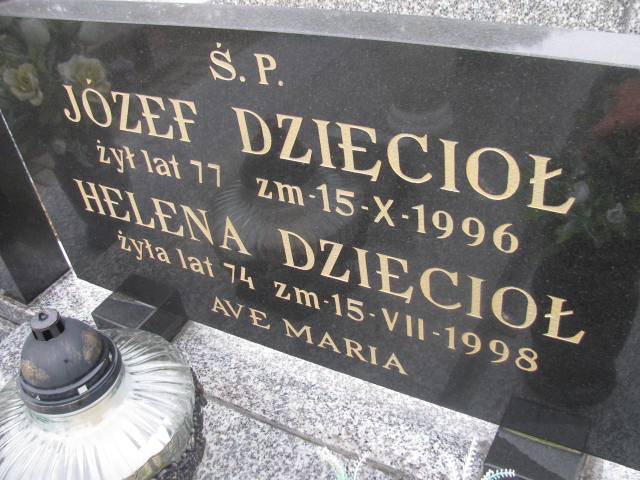 Ś.P.
JÓZEF DZIĘCIOŁ
żył lat 77 zm-15-X-1996
HELENA DZIĘCIOŁ
żyła lat 74 zm-15-VII-1998
AVE MARIA